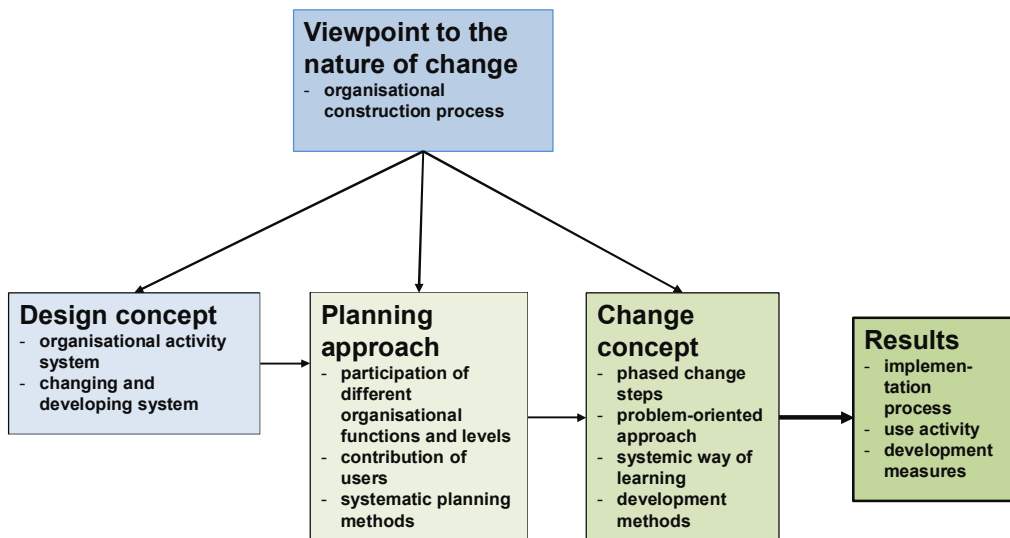 Viewpoint to the
nature of change
- organisational
construction process
Design concept
- organisational activity
system
- changing and
developing system
Planning
approach
- participation of
different
organisational
functions and levels
- contribution of
users
- systematic planning
methods
Change
concept
- phased change
steps
- problem-oriented
approach
- systemic way of
learning
- development
methods
Results
- implemen-
tation
process
- use activity
- development
measures